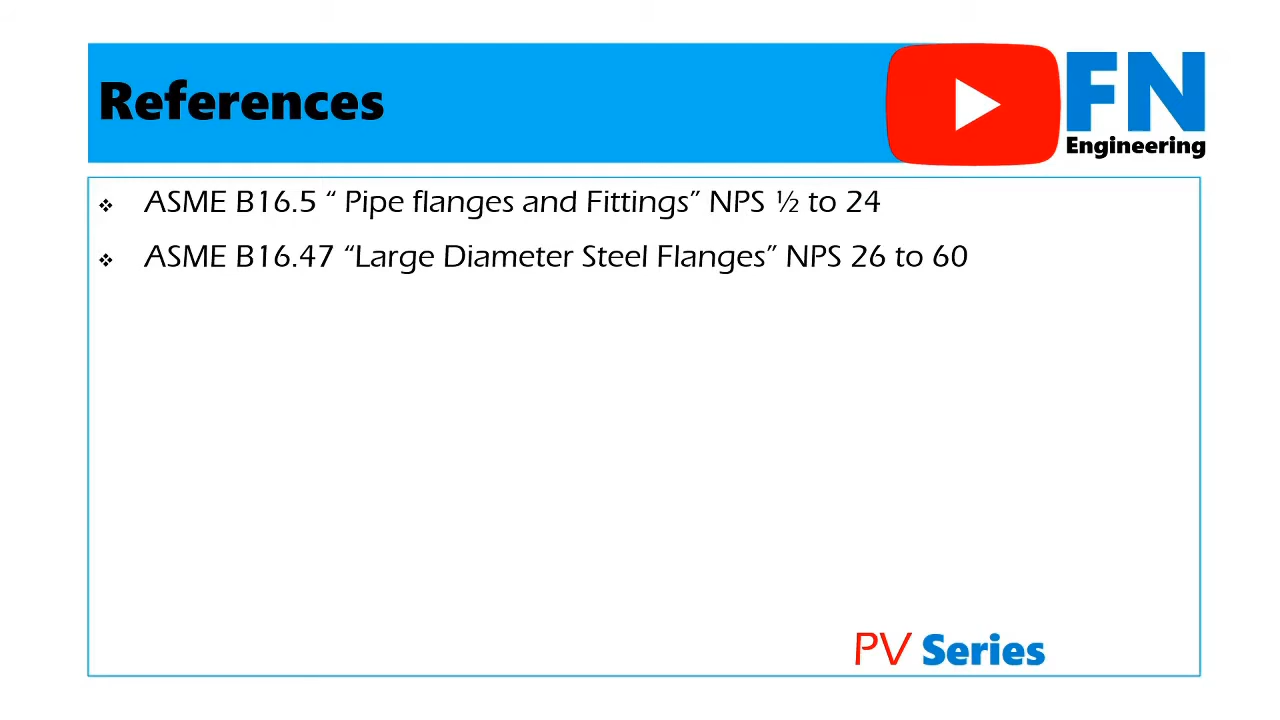 References
FN
Engineering
❖ ASME B16.5 “ Pipe flanges and Fittings” NPS ½ to 24
❖ ASME B16.47 “Large Diameter Steel Flanges” NPS 26 to 60
PV Series